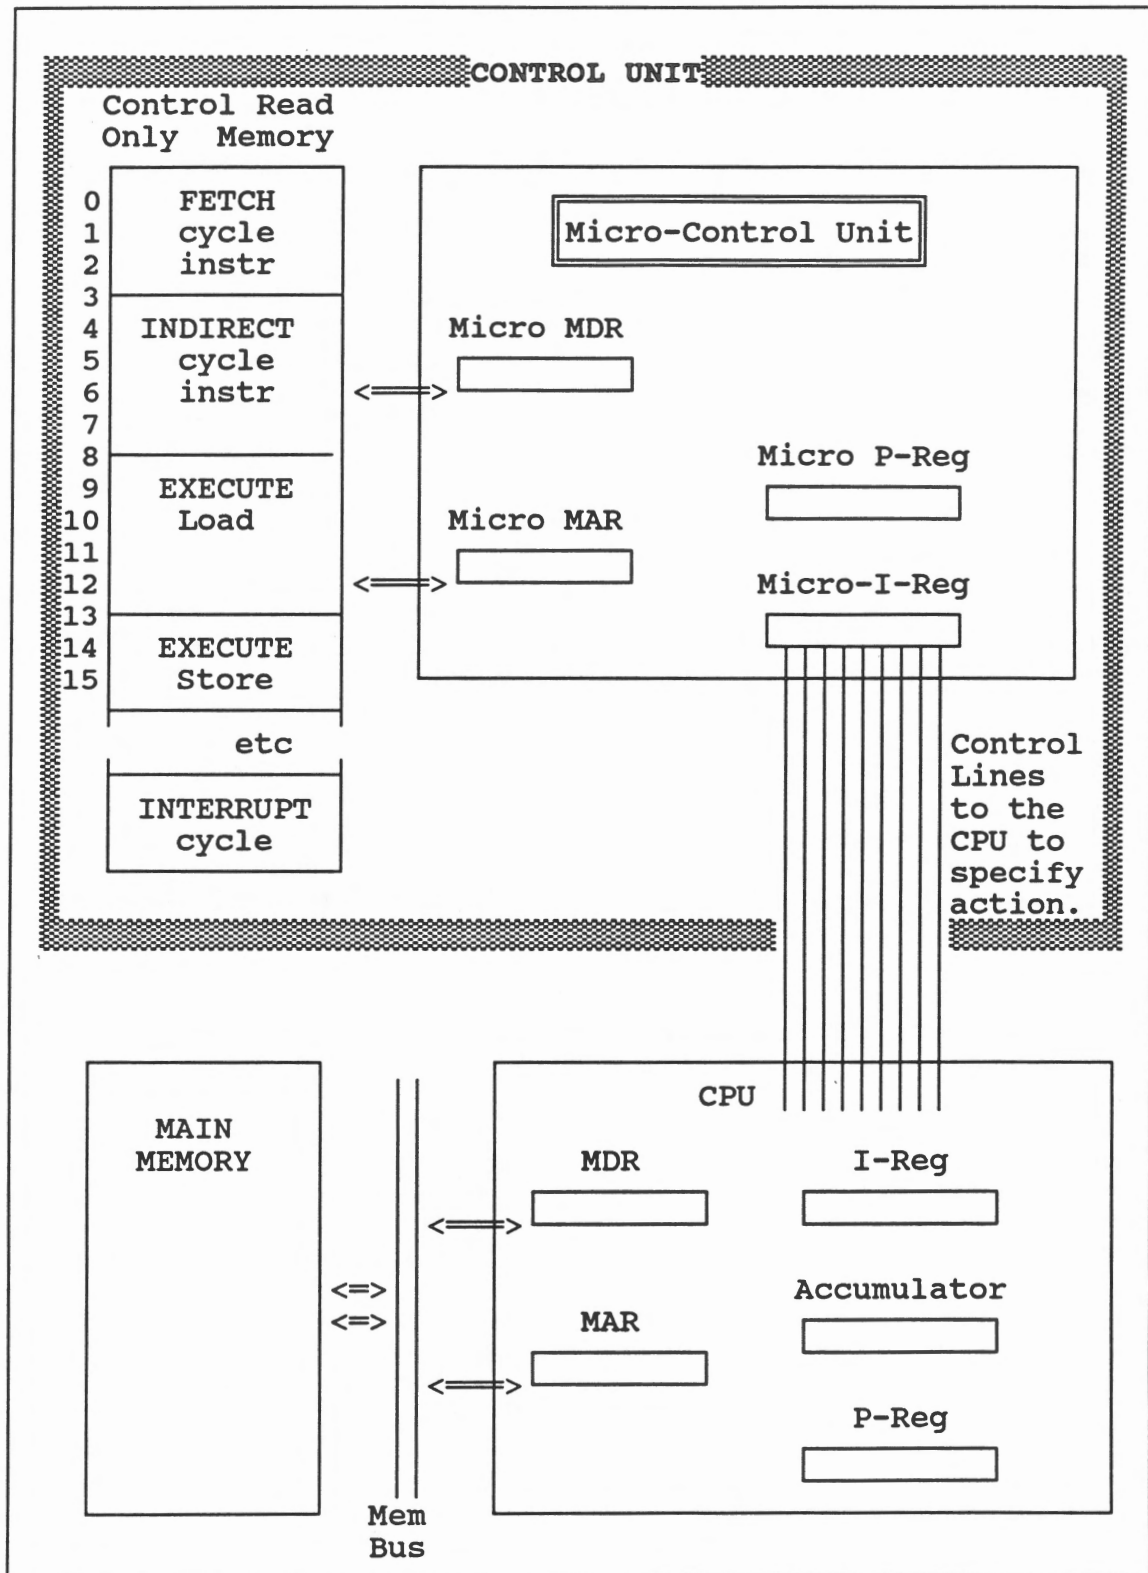 CONTROL UNIT
Control Read
Only Memory
0 FETCH
1 cycle
2 instr
3
4 INDIRECT
5 cycle
6 instr
7
8
9 EXECUTE
10 Load
11
12
13
14 EXECUTE
15 Store
etc
INTERRUPT
cycle
Micro-Control Unit
Micro MDR
Micro P-Reg
Micro MAR
Micro-I-Reg
Control
Lines
to the
CPU to
specify
action.
MAIN
MEMORY
Mem
Bus
CPU
MDR
I-Reg
Accumulator
MAR
P-Reg